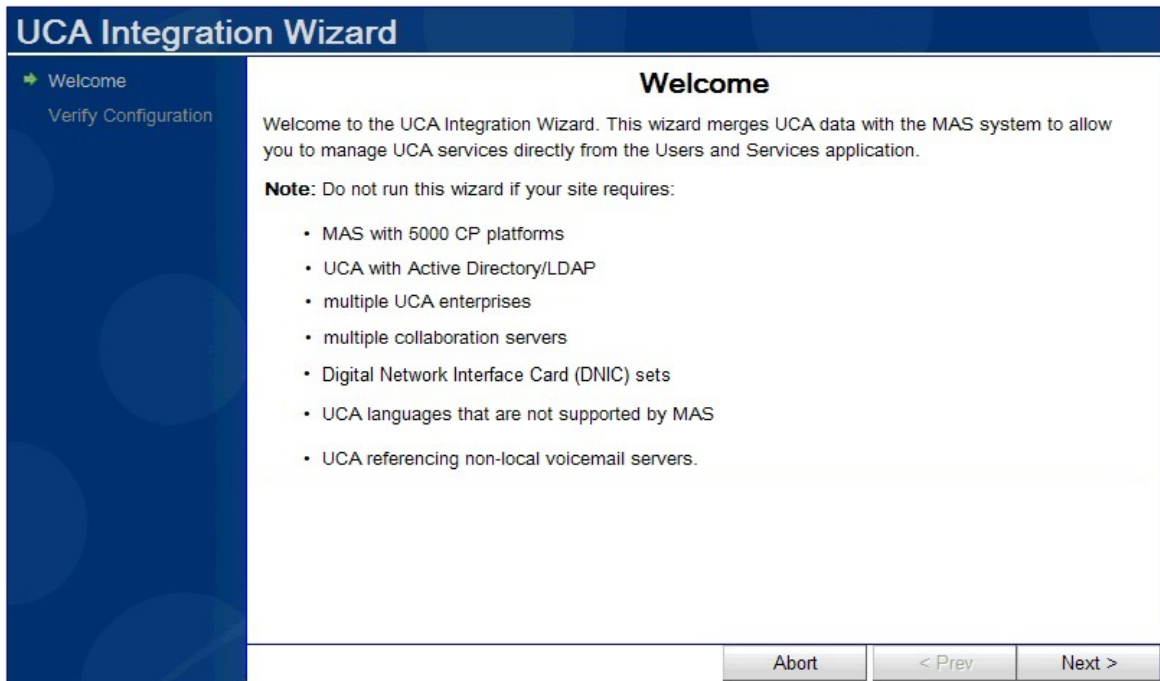 UCA Integration Wizard
Welcome
Verify Configuration
Welcome
Welcome to the UCA Integration Wizard. This wizard merges UCA data with the MAS system to allow
you to manage UCA services directly from the Users and Services application.
Note: Do not run this wizard if your site requires:
• MAS with 5000 CP platforms
• UCA with Active Directory/LDAP
• multiple UCA enterprises
• multiple collaboration servers
• Digital Network Interface Card (DNIC) sets
• UCA languages that are not supported by MAS
• UCA referencing non-local voicemail servers.
Abort
< Prev
Next >